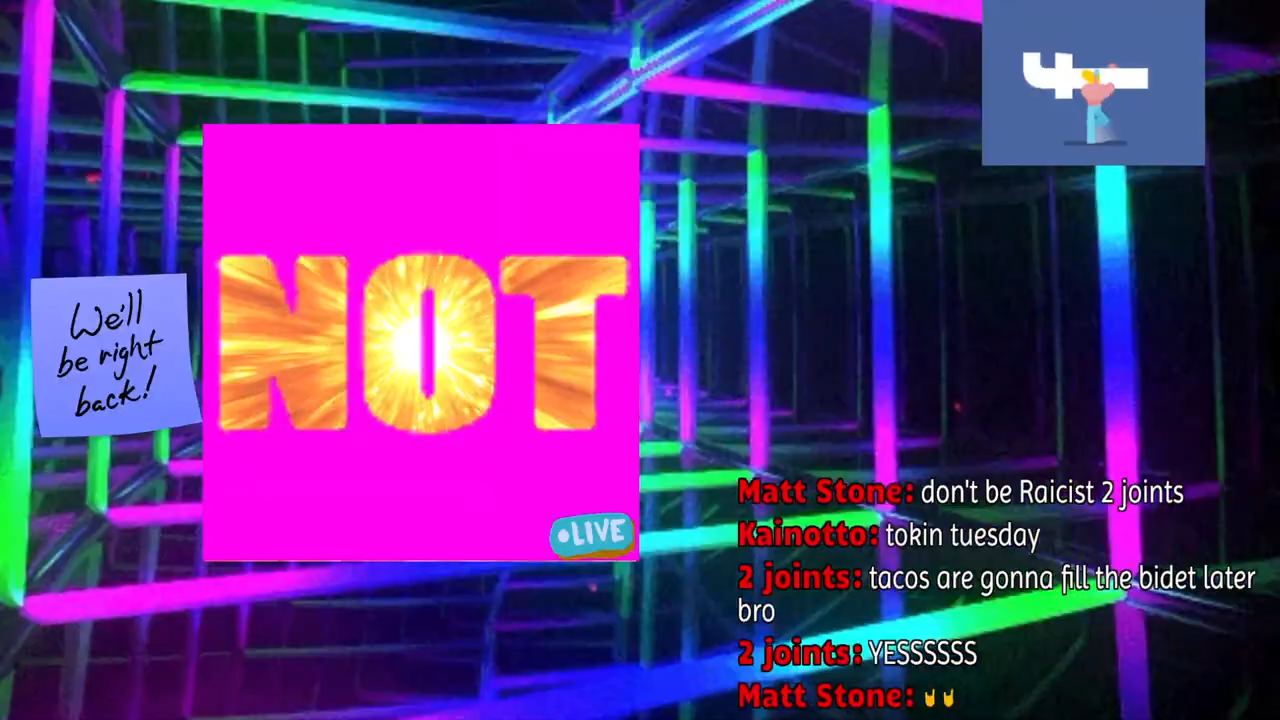 We'll
be right
back!
NOT
LIVE
Matt Stone: don't be Raicist 2 joints
Kainotto: tokin tuesday
2 joints: tacos are gonna fill the bidet later
bro
2 joints: YESSSSSS
Matt Stone: 🤘🤘